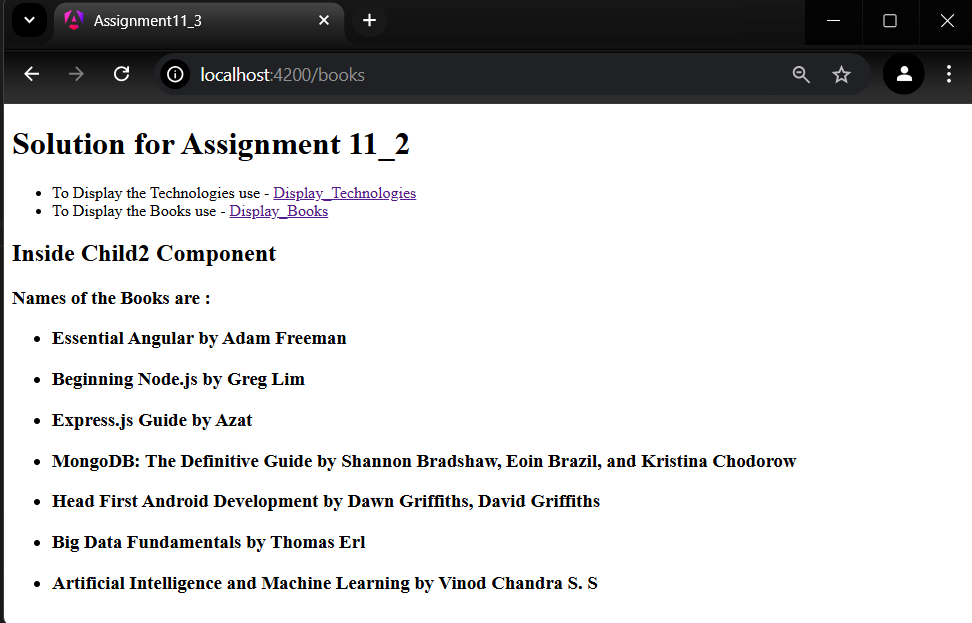 Assignment11_3
localhost:4200/books
Solution for Assignment 11_2
To Display the Technologies use - Display_Technologies
To Display the Books use - Display_Books
Inside Child2 Component
Names of the Books are :
Essential Angular by Adam Freeman
Beginning Node.js by Greg Lim
Express.js Guide by Azat
MongoDB: The Definitive Guide by Shannon Bradshaw, Eoin Brazil, and Kristina Chodorow
Head First Android Development by Dawn Griffiths, David Griffiths
Big Data Fundamentals by Thomas Erl
Artificial Intelligence and Machine Learning by Vinod Chandra S. S